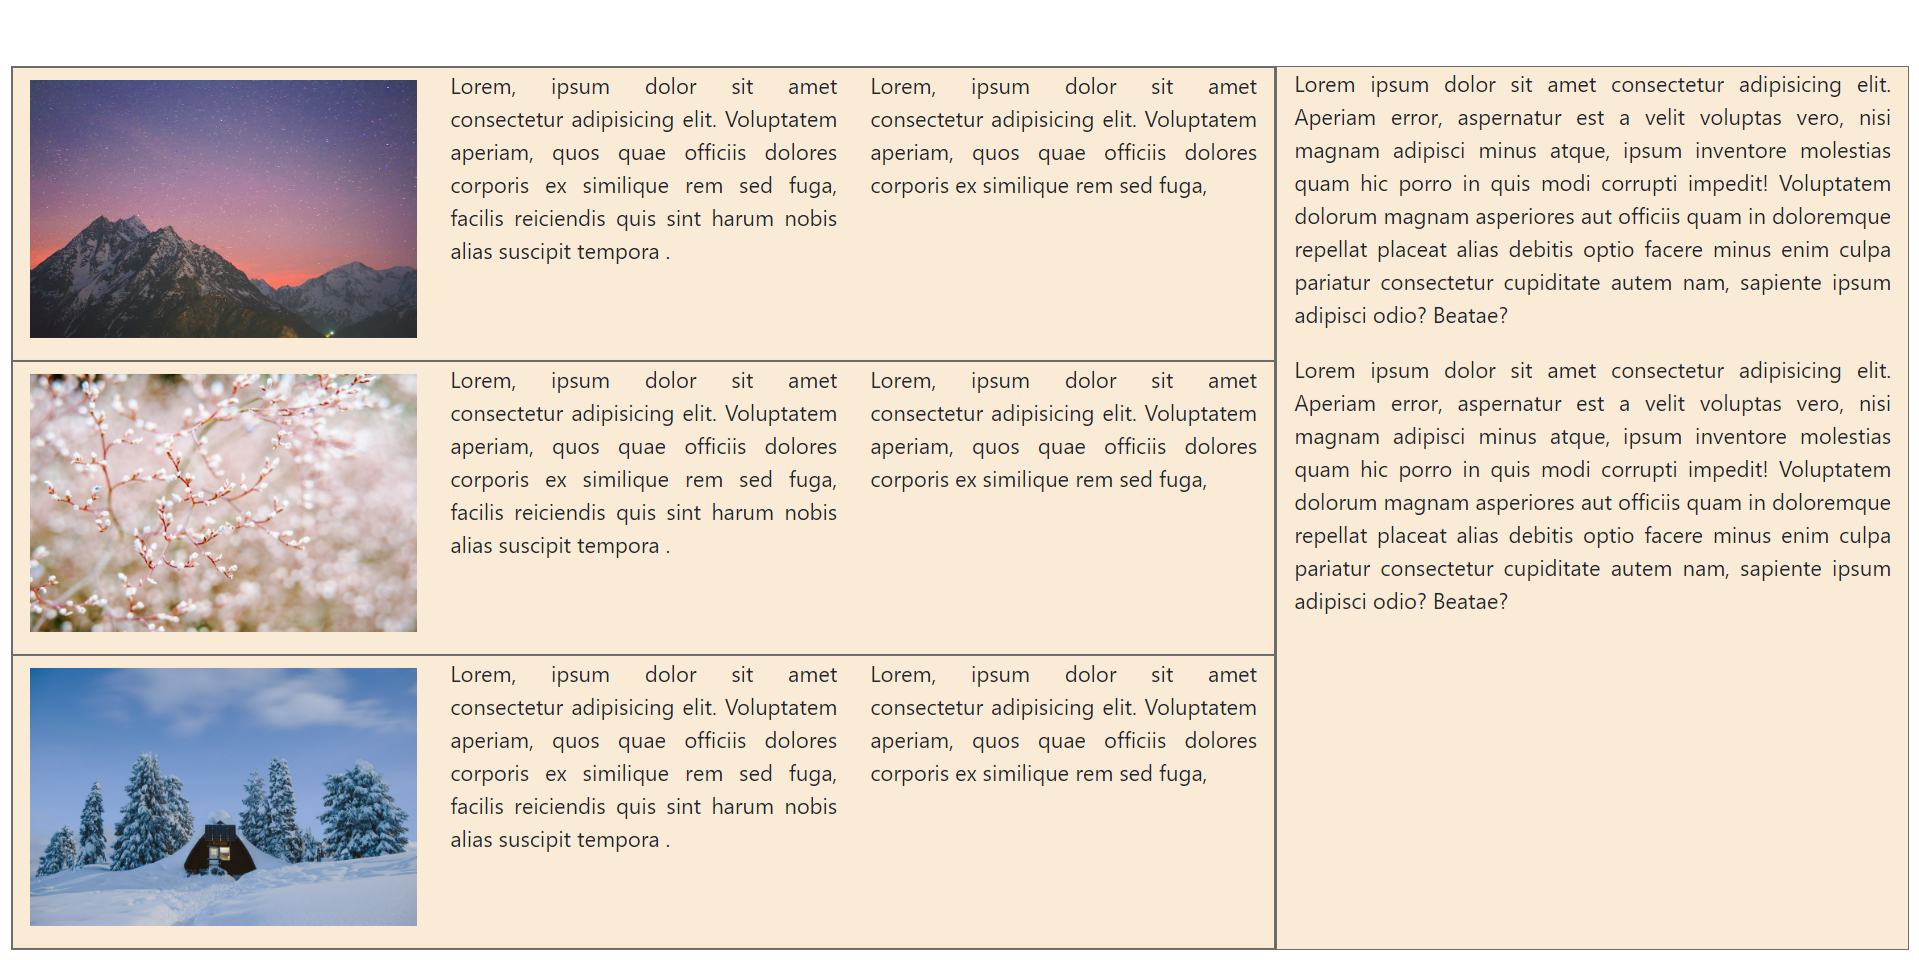 Lorem, ipsum dolor sit amet
consectetur adipisicing elit. Voluptatem
aperiam, quos quae officiis dolores
corporis ex similique rem sed fuga,
facilis reiciendis quis sint harum nobis
alias suscipit tempora .
Lorem, ipsum dolor sit amet
consectetur adipisicing elit. Voluptatem
aperiam, quos quae officiis dolores
corporis ex similique rem sed fuga,
Lorem, ipsum dolor sit amet
consectetur adipisicing elit. Voluptatem
aperiam, quos quae officiis dolores
corporis ex similique rem sed fuga,
facilis reiciendis quis sint harum nobis
alias suscipit tempora .
Lorem, ipsum dolor sit amet
consectetur adipisicing elit. Voluptatem
aperiam, quos quae officiis dolores
corporis ex similique rem sed fuga,
Lorem, ipsum dolor sit amet
consectetur adipisicing elit. Voluptatem
aperiam, quos quae officiis dolores
corporis ex similique rem sed fuga,
facilis reiciendis quis sint harum nobis
alias suscipit tempora .
Lorem, ipsum dolor sit amet
consectetur adipisicing elit. Voluptatem
aperiam, quos quae officiis dolores
corporis ex similique rem sed fuga,
Lorem ipsum dolor sit amet consectetur adipisicing elit.
Aperiam error, aspernatur est a velit voluptas vero, nisi
magnam adipisci minus atque, ipsum inventore molestias
quam hic porro in quis modi corrupti impedit! Voluptatem
dolorum magnam asperiores aut officiis quam in doloremque
repellat placeat alias debitis optio facere minus enim culpa
pariatur consectetur cupiditate autem nam, sapiente ipsum
adipisci odio? Beatae?
Lorem ipsum dolor sit amet consectetur adipisicing elit.
Aperiam error, aspernatur est a velit voluptas vero, nisi
magnam adipisci minus atque, ipsum inventore molestias
quam hic porro in quis modi corrupti impedit! Voluptatem
dolorum magnam asperiores aut officiis quam in doloremque
repellat placeat alias debitis optio facere minus enim culpa
pariatur consectetur cupiditate autem nam, sapiente ipsum
adipisci odio? Beatae?